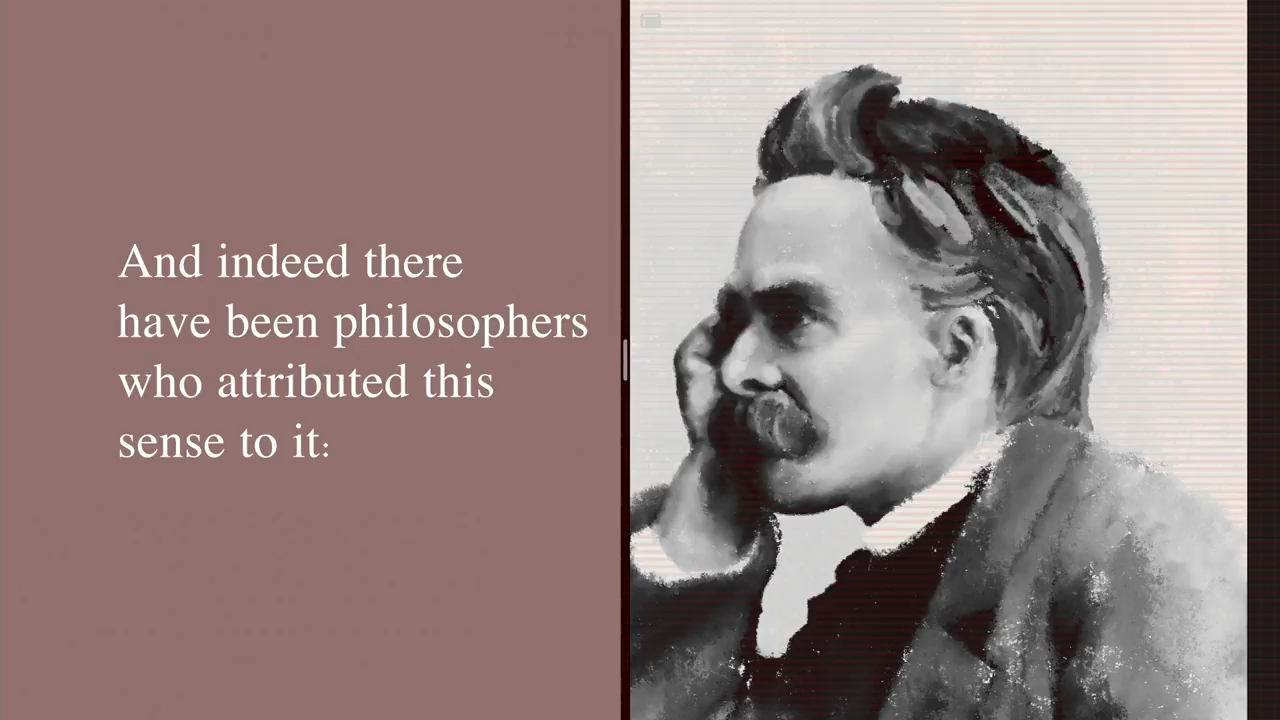 And indeed there
have been philosophers
who attributed this
sense to it: